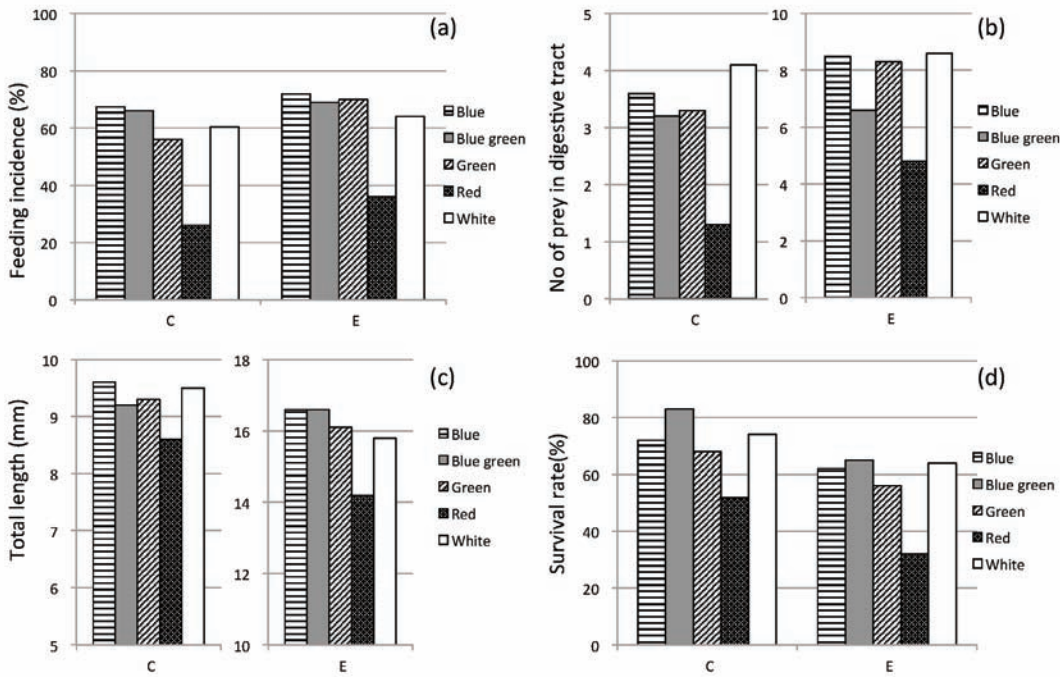 (a)
Feeding incidence (%)
100
80
60
40
20
0
C
E
Blue
Blue green
Green
Red
White
(b)
No of prey in digestive tract
5
4
3
2
1
0
C
10
8
6
4
2
0
E
Blue
Blue green
Green
Red
White
(c)
Total length (mm)
10
9
8
7
6
5
C
18
16
14
12
10
E
Blue
Blue green
Green
Red
White
(d)
Survival rate(%)
100
80
60
40
20
0
C
E
Blue
Blue green
Green
Red
White